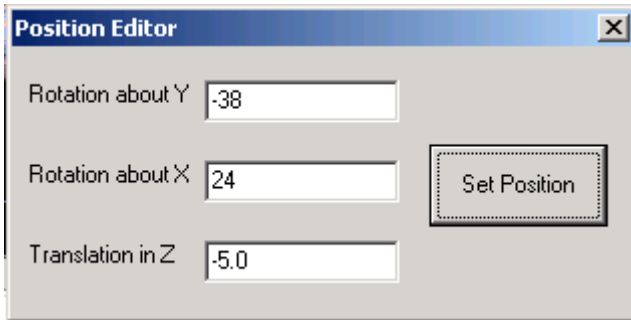 Position Editor
Rotation about Y -38
Rotation about X 24
Set Position
Translation in Z -5.0